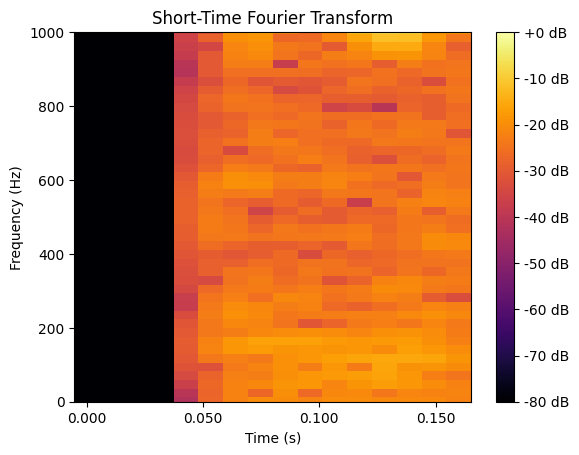 Short-Time Fourier Transform
Frequency (Hz)
1000
800
600
400
200
0
0.000
0.050
0.100
0.150
Time (s)
+0 dB
-10 dB
-20 dB
-30 dB
-40 dB
-50 dB
-60 dB
-70 dB
-80 dB